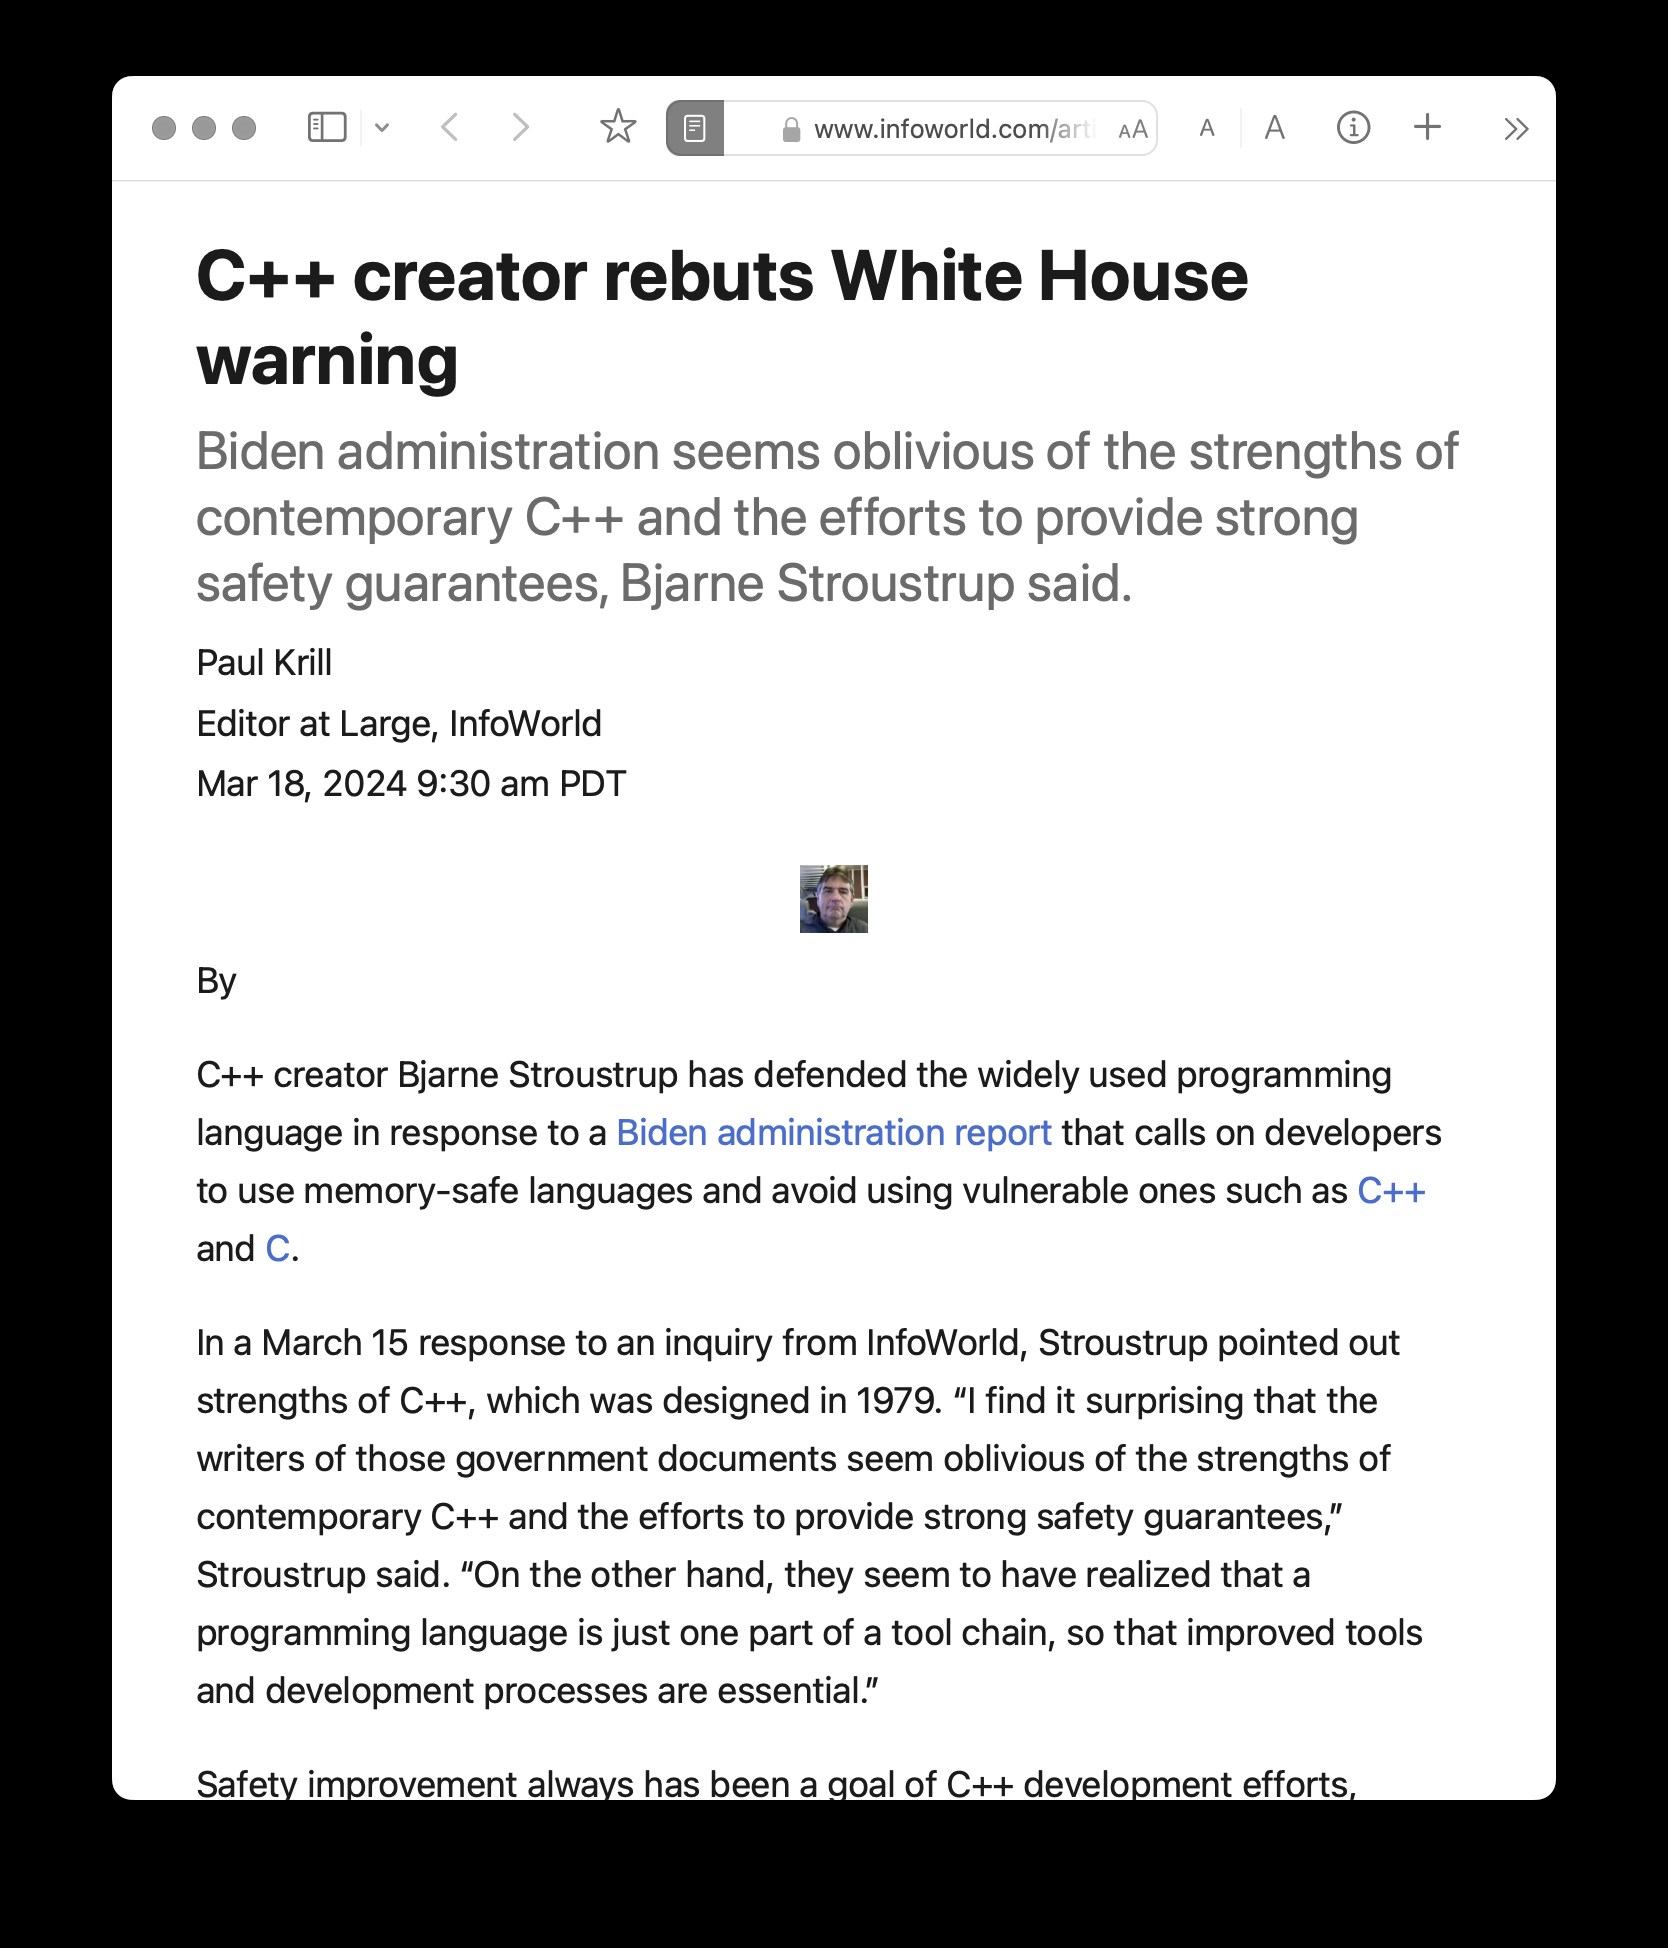 www.infoworld.com/arti AA A A
C++ creator rebuts White House
warning
Biden administration seems oblivious of the strengths of
contemporary C++ and the efforts to provide strong
safety guarantees, Bjarne Stroustrup said.
Paul Krill
Editor at Large, InfoWorld
Mar 18, 2024 9:30 am PDT
By
C++ creator Bjarne Stroustrup has defended the widely used programming
language in response to a Biden administration report that calls on developers
to use memory-safe languages and avoid using vulnerable ones such as C++
and C.
In a March 15 response to an inquiry from InfoWorld, Stroustrup pointed out
strengths of C++, which was designed in 1979. “I find it surprising that the
writers of those government documents seem oblivious of the strengths of
contemporary C++ and the efforts to provide strong safety guarantees,”
Stroustrup said. “On the other hand, they seem to have realized that a
programming language is just one part of a tool chain, so that improved tools
and development processes are essential.”
Safety improvement always has been a goal of C++ development efforts,